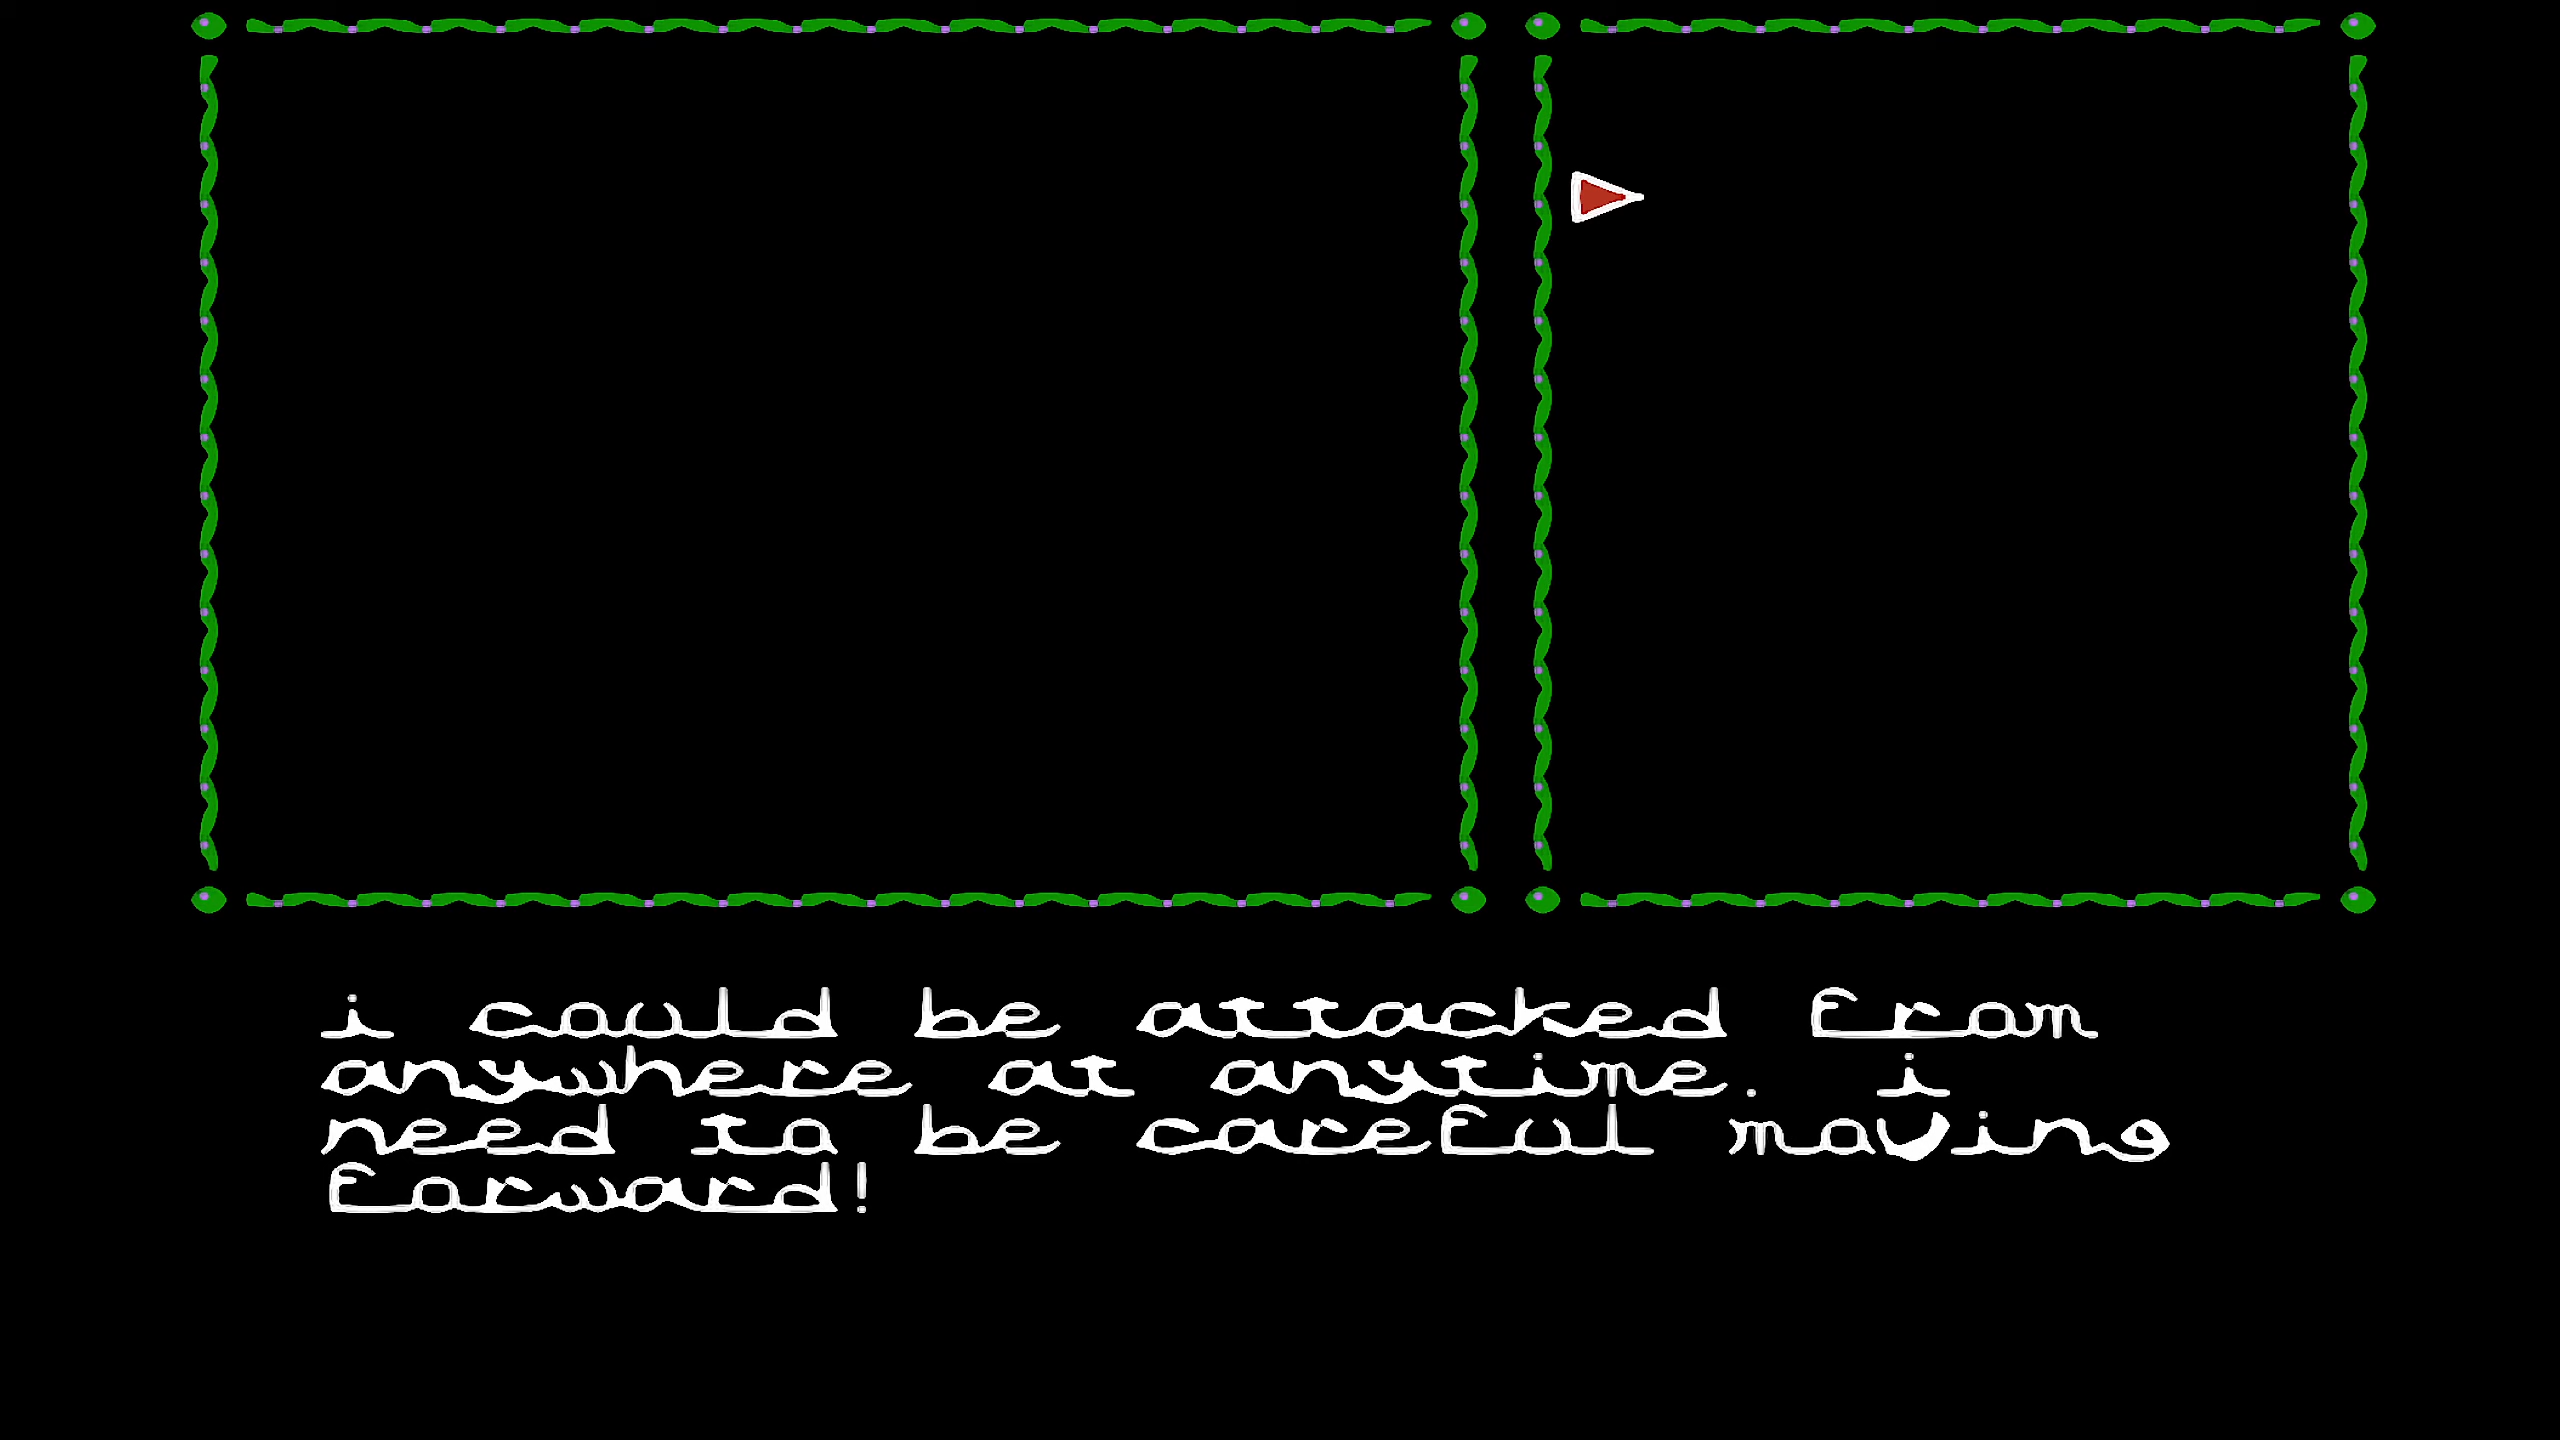 i could be attacked from
anywhere at anytime. i
need to be careful moving
forward!